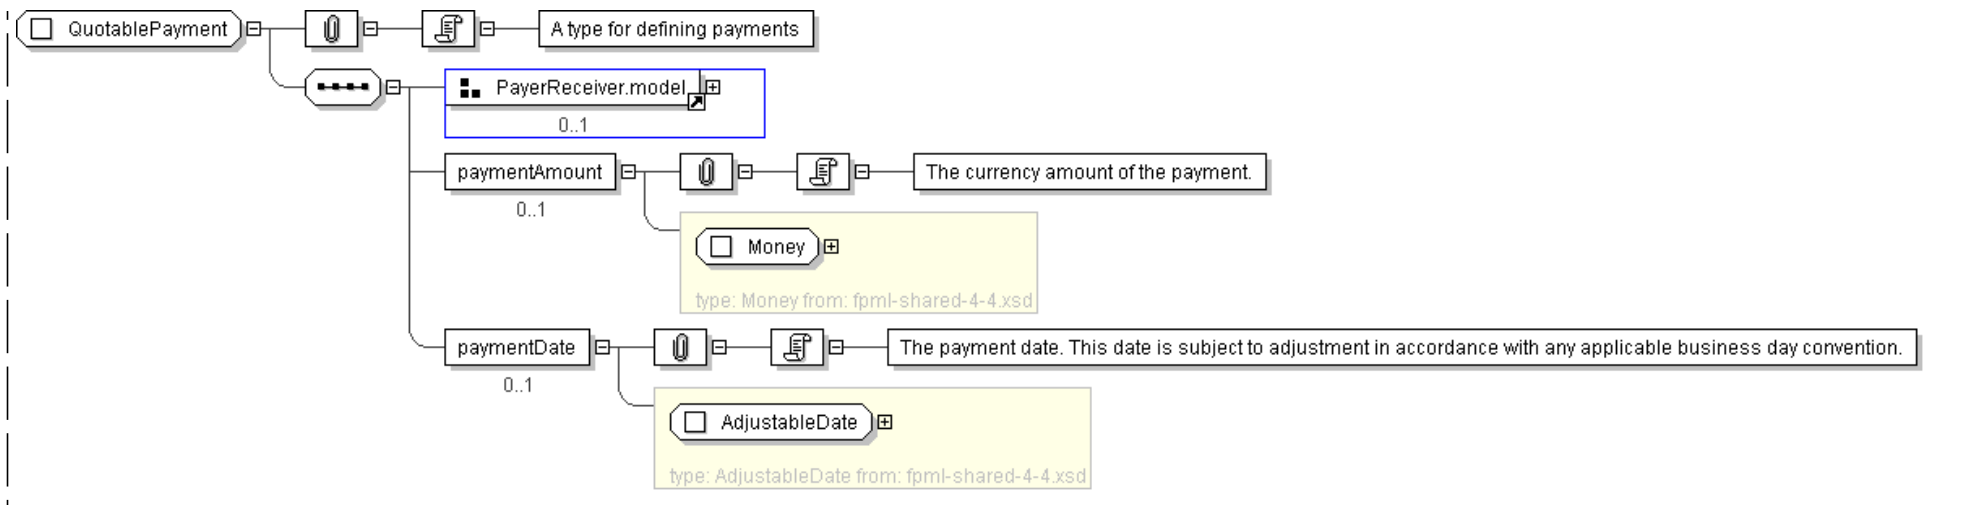 QuotablePayment
A type for defining payments
PayerReceiver.model
0..1
paymentAmount
The currency amount of the payment.
0..1
Money
type: Money from: fpml-shared-4-4.xsd
paymentDate
The payment date. This date is subject to adjustment in accordance with any applicable business day convention.
0..1
AdjustableDate
type: AdjustableDate from: fpml-shared-4-4.xsd